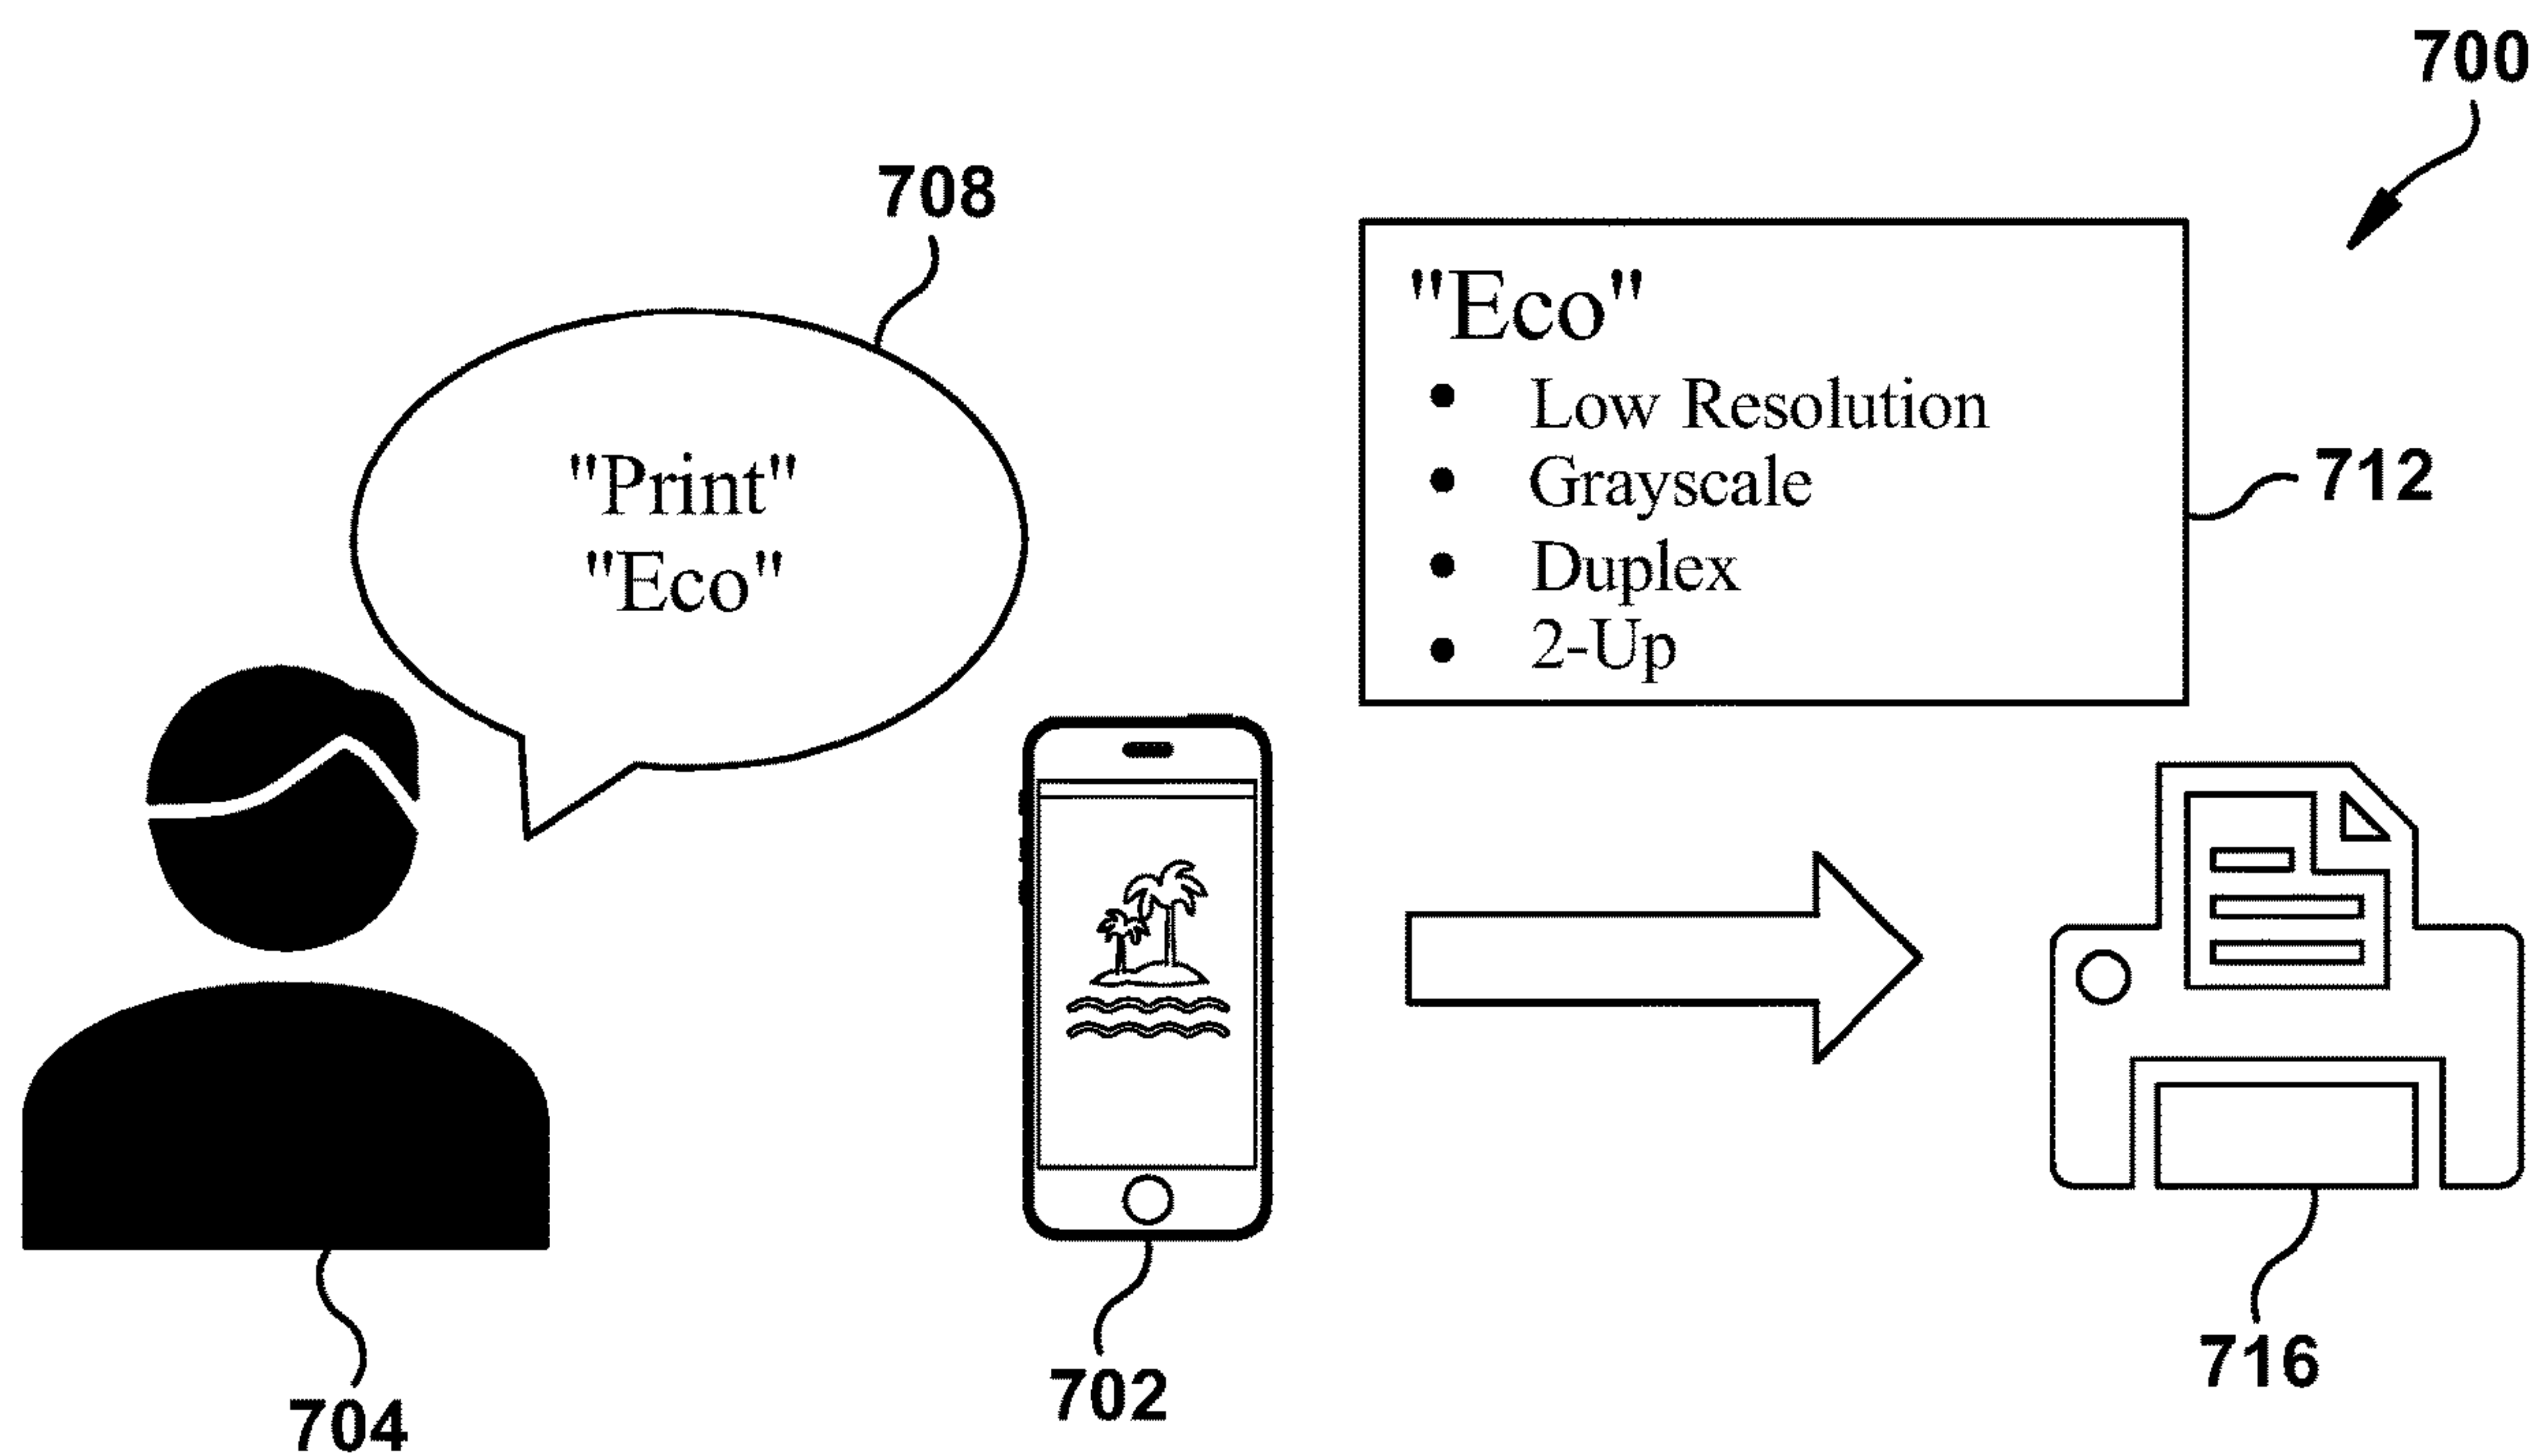 700
708
"Print"
"Eco"
"Eco"
• Low Resolution
• Grayscale
• Duplex
• 2-Up
712
704
702
716